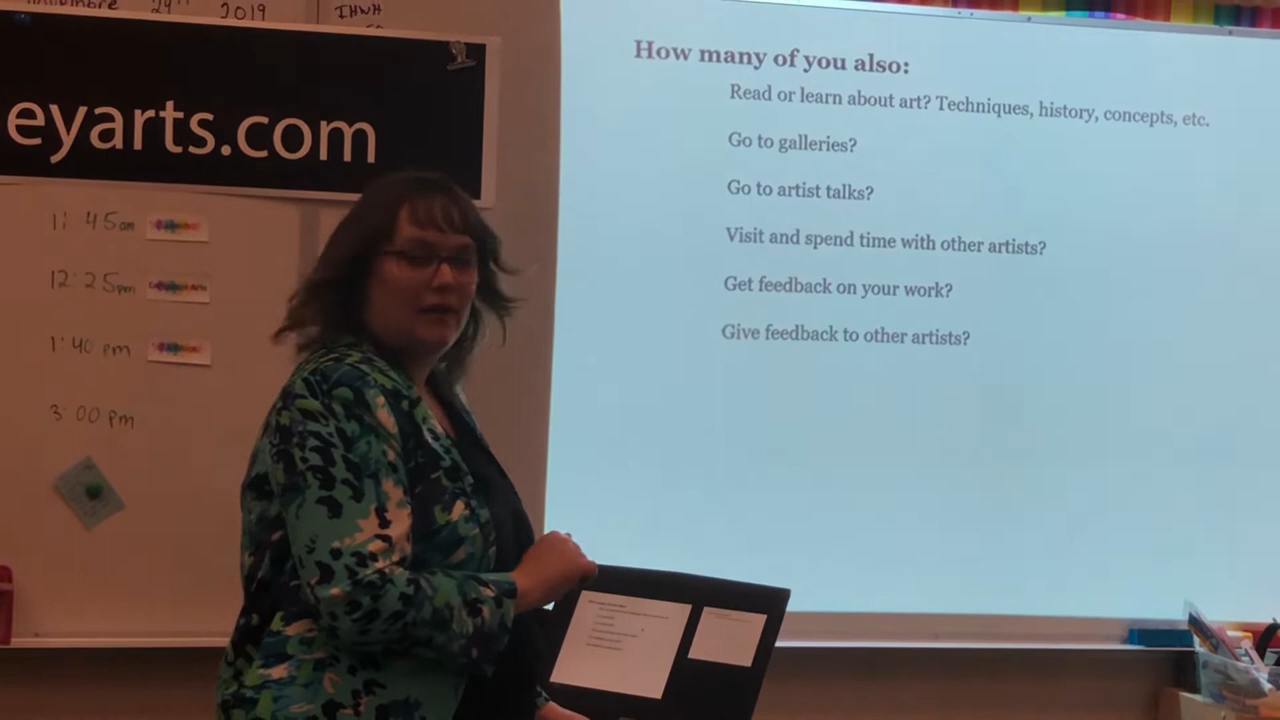 29th 2019
IHWH
eyarts.com
How many of you also:
Read or learn about art? Techniques, history, concepts, etc.
Go to galleries?
Go to artist talks?
Visit and spend time with other artists?
Get feedback on your work?
Give feedback to other artists?
11:45am
12:25pm
1:40 pm
3:00 pm